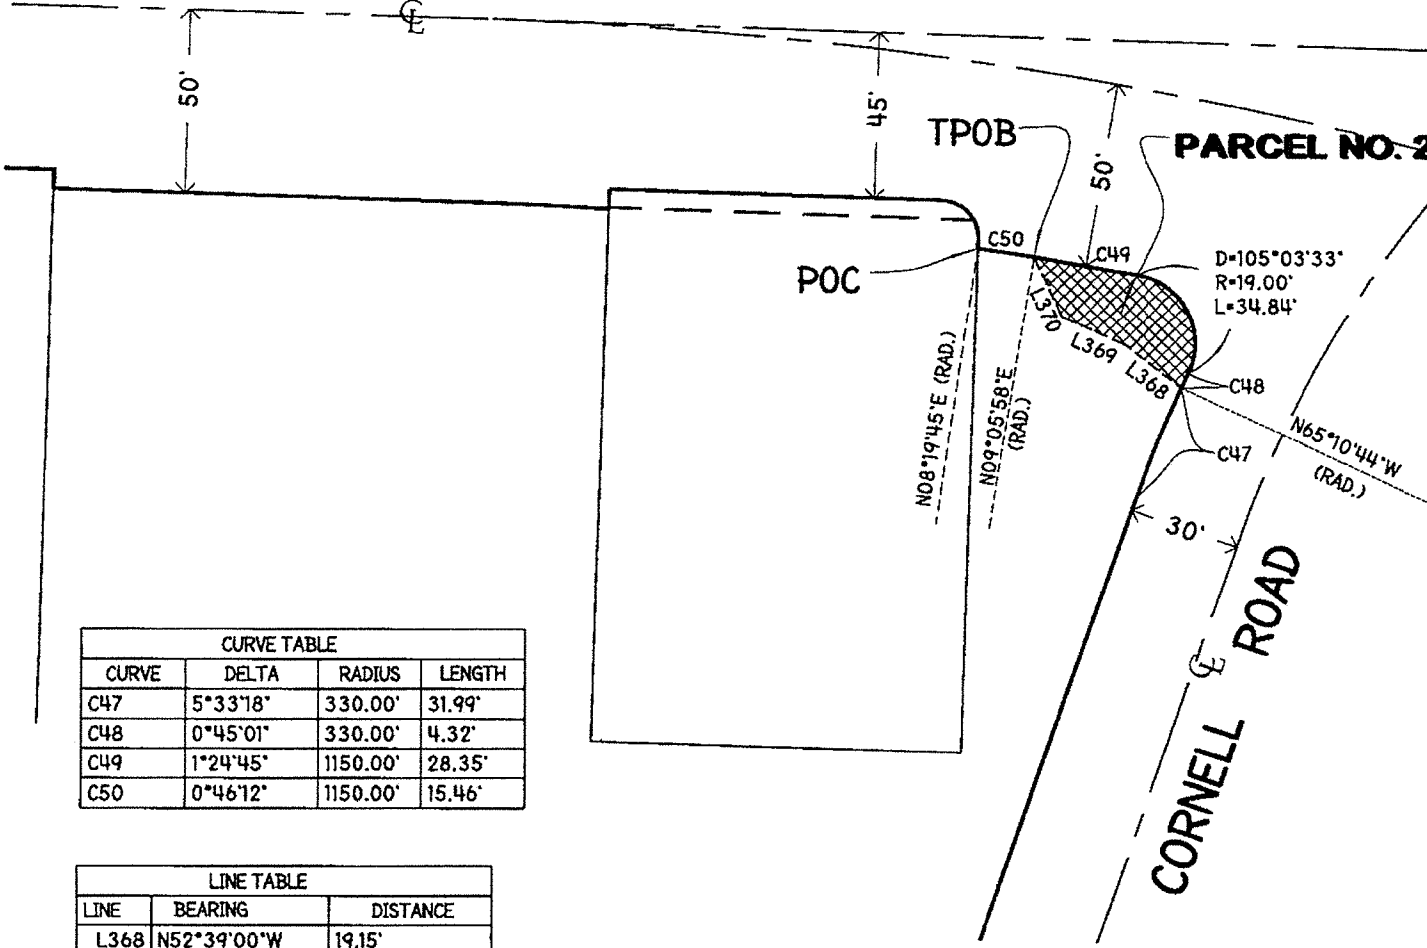 ℄
50'
45'
TPOB
PARCEL NO. 2
50'
C50
C49
D=105°03'33"
R=19.00'
L=34.84'
POC
L370
L369
L368
C48
N08°19'45"E (RAD.)
N09°05'58"E
(RAD.)
N65°10'44"W
(RAD.)
C47
30'
CORNELL ROAD
℄
CURVE TABLE
CURVE DELTA RADIUS LENGTH
C47 5°33'18" 330.00' 31.99'
C48 0°45'01" 330.00' 4.32'
C49 1°24'45" 1150.00' 28.35'
C50 0°46'12" 1150.00' 15.46'
LINE TABLE
LINE BEARING DISTANCE
L368 N52°39'00"W 19.15'